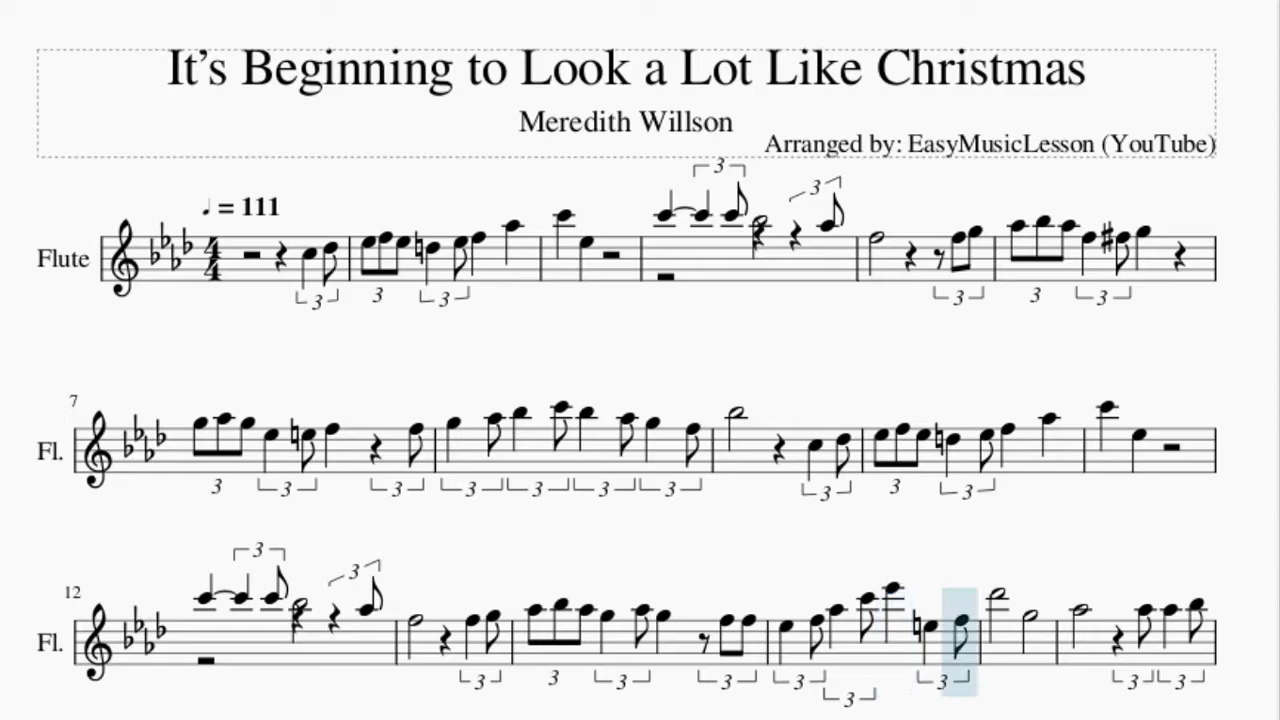 It's Beginning to Look a Lot Like Christmas
Meredith Willson
Arranged by: EasyMusicLesson (YouTube)
♩ = 111
3 3
Flute 4/4
3 3 3 3 3 3
7
Fl.
3 3 3 3 3 3 3 3 3 3
12
3 3
Fl.
3 3 3 3 3 3 3 3 3